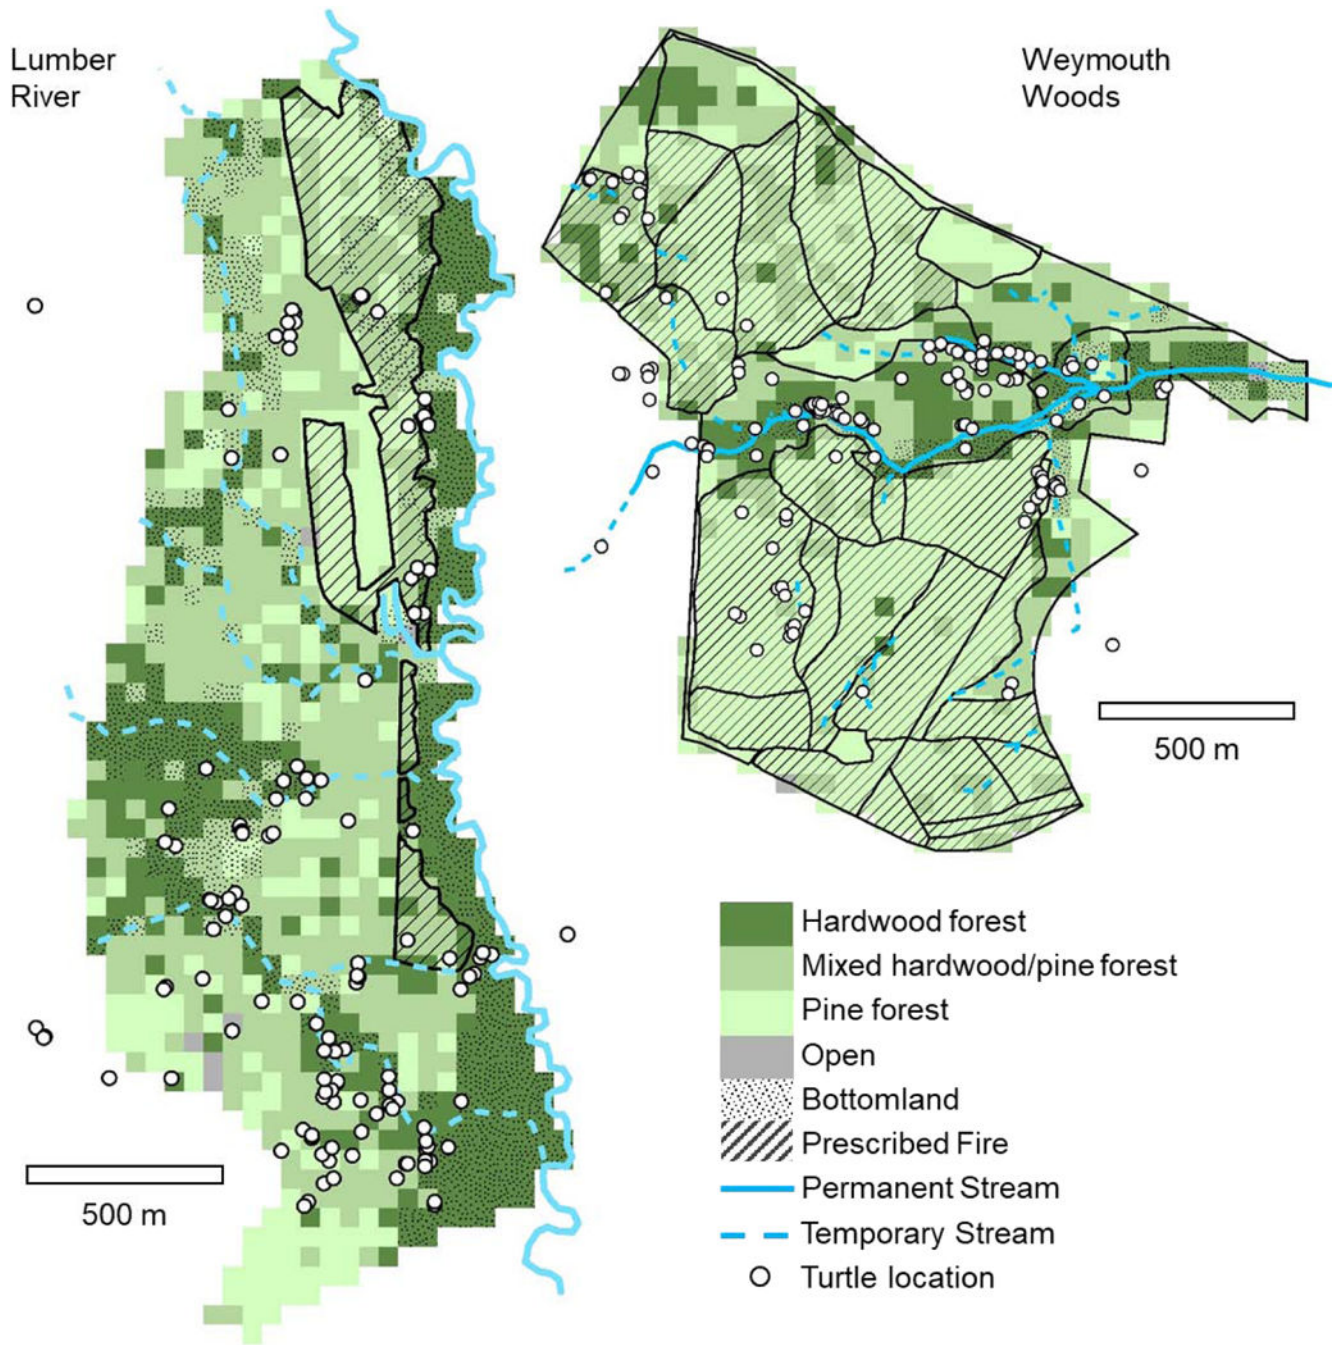 Lumber
River
Weymouth
Woods
500 m
500 m
Hardwood forest
Mixed hardwood/pine forest
Pine forest
Open
Bottomland
Prescribed Fire
Permanent Stream
Temporary Stream
Turtle location